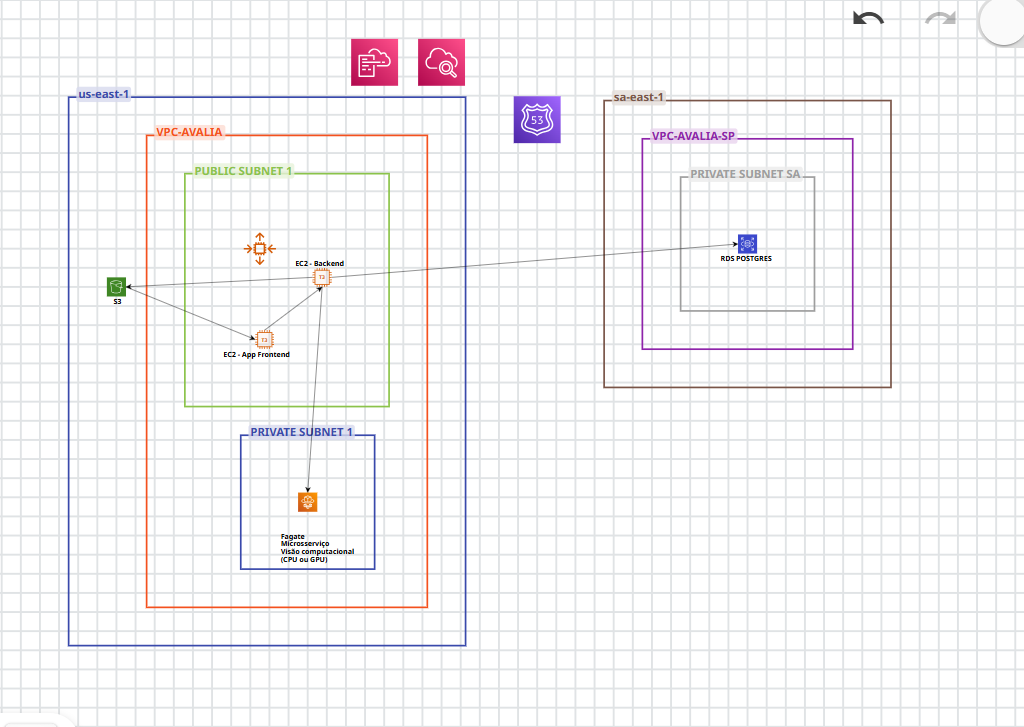 us-east-1
VPC-AVALIA
PUBLIC SUBNET 1
EC2 - Backend
T3
S3
EC2 - App Frontend
PRIVATE SUBNET 1
Fagate
Microsserviço
Visão computacional
(CPU ou GPU)
53
sa-east-1
VPC-AVALIA-SP
PRIVATE SUBNET SA
RDS POSTGRES